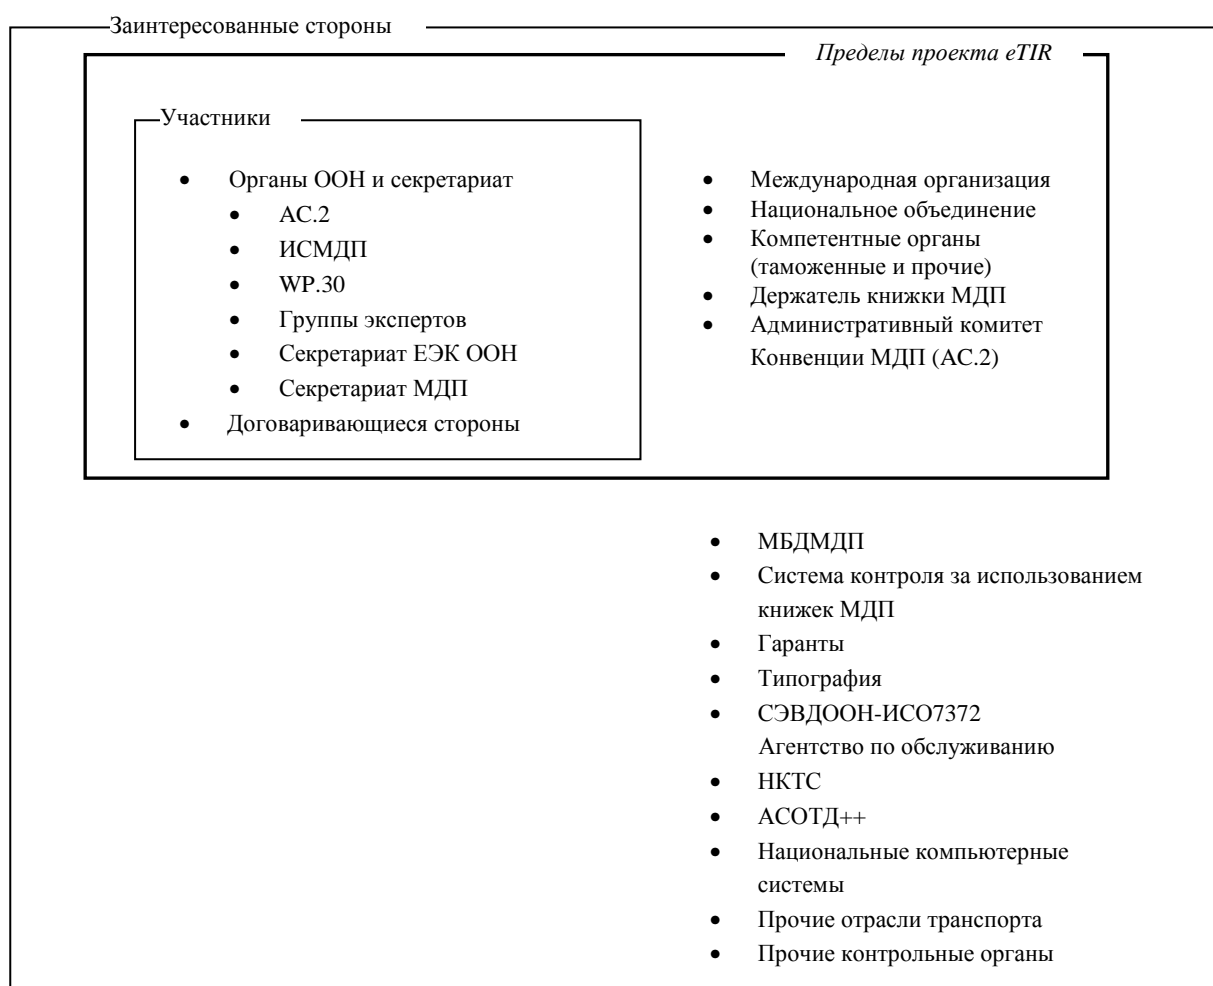 Заинтересованные стороны
Пределы проекта eTIR
Участники
• Органы ООН и секретариат
• АС.2
• ИСМДП
• WP.30
• Группы экспертов
• Секретариат ЕЭК ООН
• Секретариат МДП
• Договаривающиеся стороны
• Международная организация
• Национальное объединение
• Компетентные органы
(таможенные и прочие)
• Держатель книжки МДП
• Административный комитет
Конвенции МДП (АС.2)
• МБДМДП
• Система контроля за использованием
книжек МДП
• Гаранты
• Типография
• СЭВДООН-ИСО7372
Агентство по обслуживанию
• НКТС
• АСОТД++
• Национальные компьютерные
системы
• Прочие отрасли транспорта
• Прочие контрольные органы